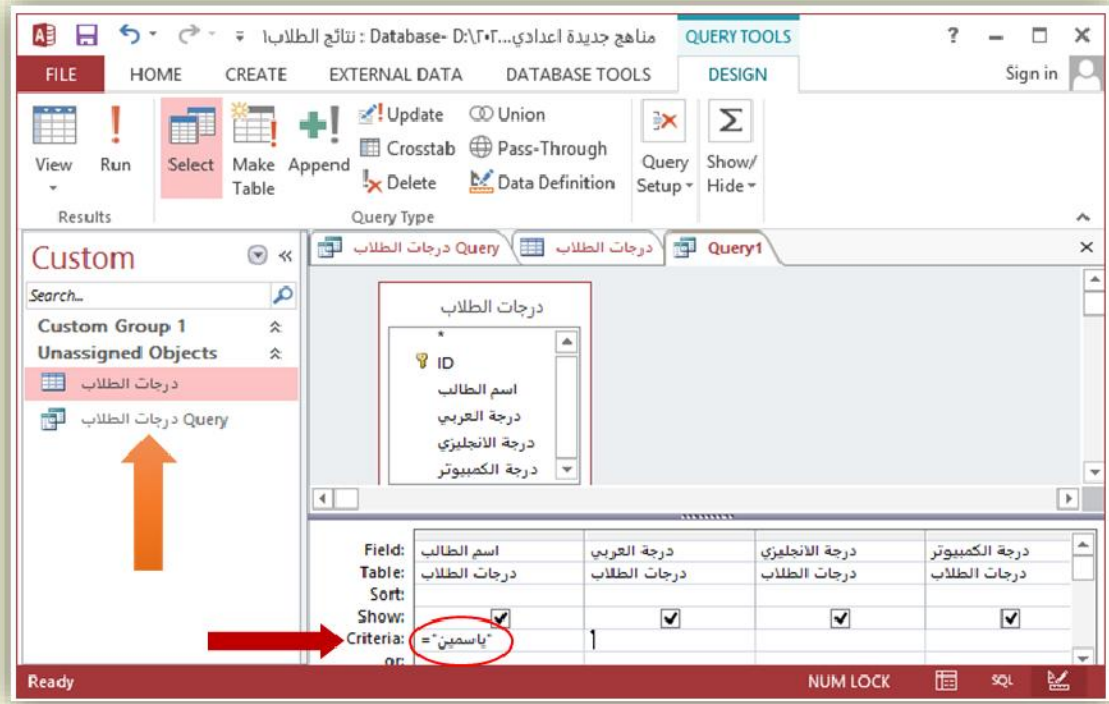 مناهج جديدة اعدادي...٢٠٢\:Database- D : نتائج الطلاب١
QUERY TOOLS
?
FILE HOME CREATE EXTERNAL DATA DATABASE TOOLS DESIGN Sign in
View
Run
Select
Make Table
Append
Update
Crosstab
Delete
Union
Pass-Through
Data Definition
Query Setup
Show/ Hide
Results
Query Type
Custom
Search...
Custom Group 1
Unassigned Objects
درجات الطلاب
درجات الطلاب Query
درجات الطلاب Query
درجات الطلاب
Query1
درجات الطلاب
*
ID
اسم الطالب
درجة العربي
درجة الانجليزي
درجة الكمبيوتر
Field: اسم الطالب درجة العربي درجة الانجليزي درجة الكمبيوتر
Table: درجات الطلاب درجات الطلاب درجات الطلاب درجات الطلاب
Sort:
Show:
Criteria: ="ياسمين"
or:
Ready
NUM LOCK
SQL